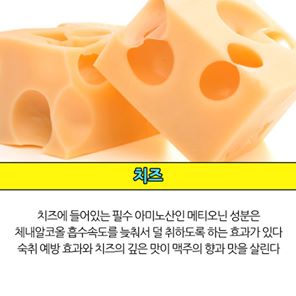 치즈
치즈에 들어있는 필수 아미노산인 메티오닌 성분은
체내알코올 흡수속도를 늦춰서 덜 취하도록 하는 효과가 있다
숙취 예방 효과와 치즈의 깊은 맛이 맥주의 향과 맛을 살린다